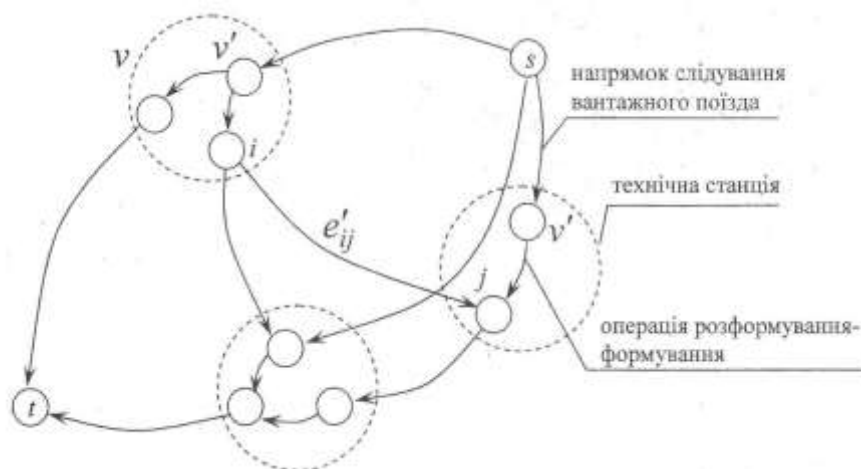 v
v'
s
напрямок слідування
вантажного поїзда
i
технічна станція
e'ij
v'
j
операція розформування-
формування
t